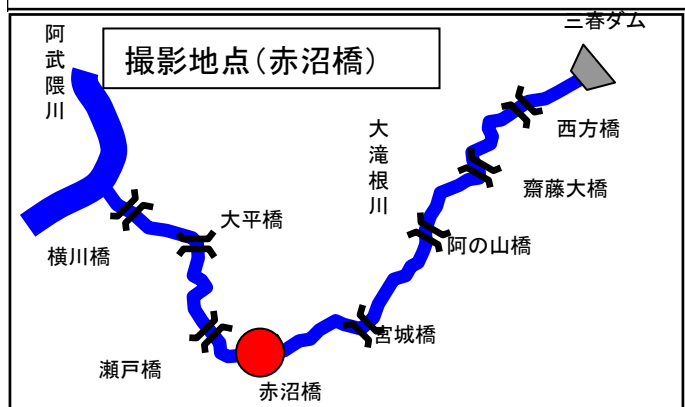 三春ダム
阿武隈川
撮影地点(赤沼橋)
西方橋
大滝根川
齋藤大橋
大平橋
阿の山橋
横川橋
宮城橋
瀬戸橋
赤沼橋